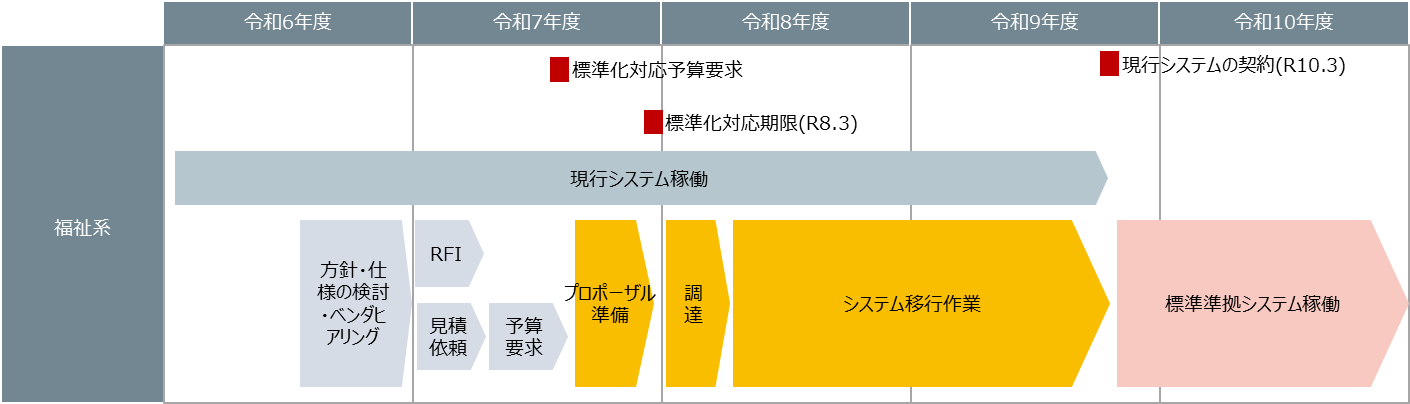 令和6年度
令和7年度
令和8年度
令和9年度
令和10年度
福祉系
標準化対応予算要求
現行システムの契約(R10.3)
標準化対応期限(R8.3)
現行システム稼働
方針・仕
様の検討
・ベンダヒ
アリング
RFI
見積
依頼
予算
要求
プロポーザル
準備
調
達
システム移行作業
標準準拠システム稼働